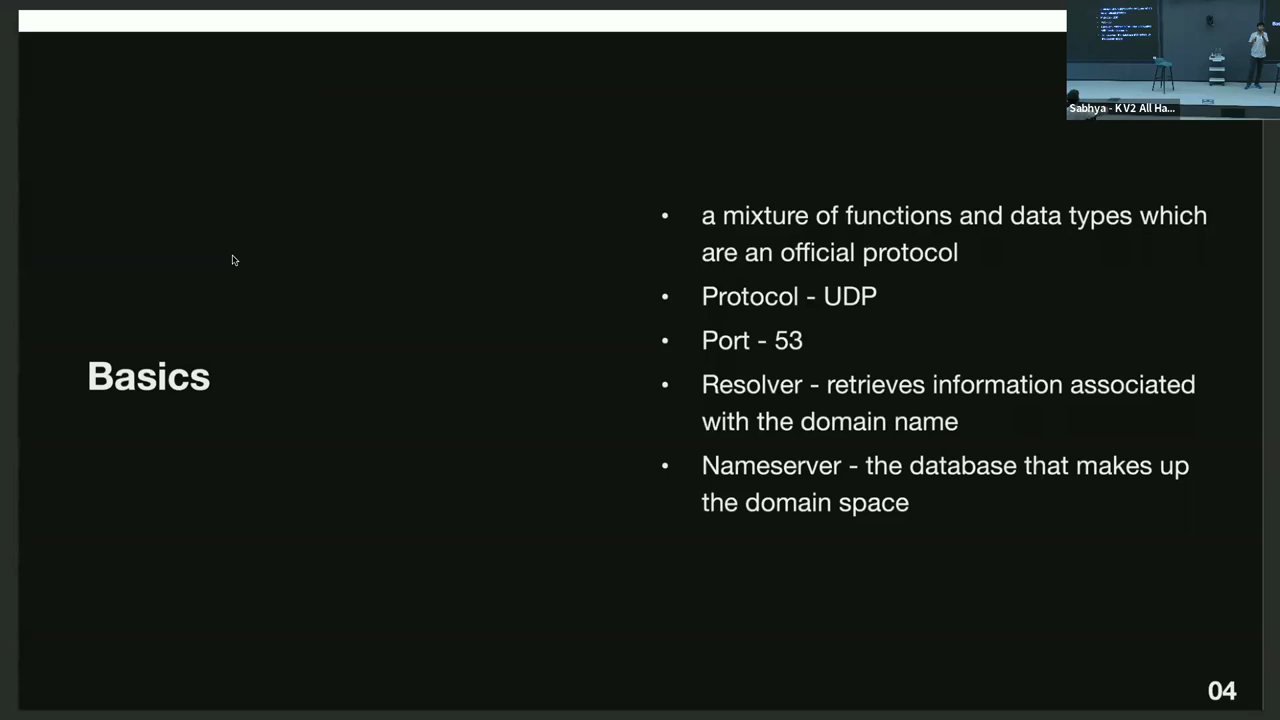 Sabhya - KV2 All Ha...
Basics
• a mixture of functions and data types which
are an official protocol
• Protocol - UDP
• Port - 53
• Resolver - retrieves information associated
with the domain name
• Nameserver - the database that makes up
the domain space
04